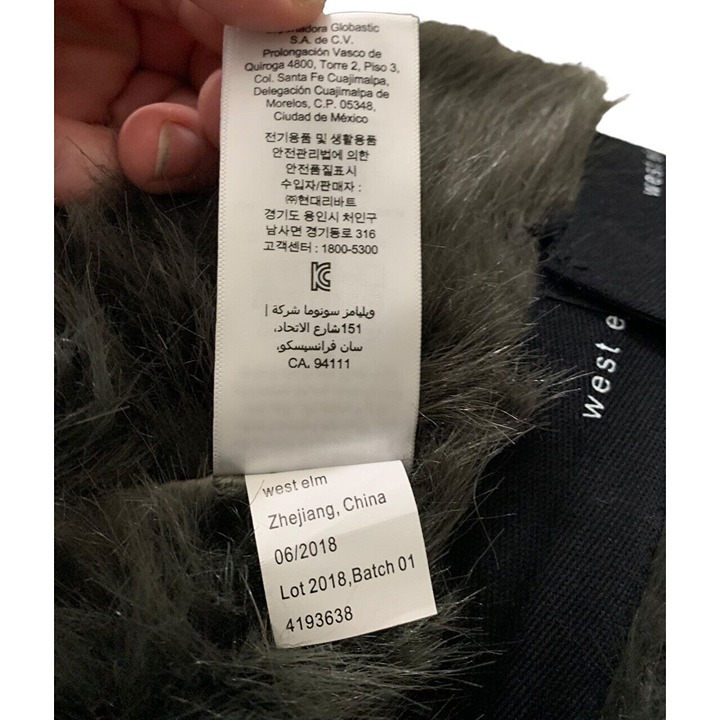 Globastic
S.A. de C.V.
Prolongación Vasco de
Quiroga 4800, Torre 2, Piso 3,
Col. Santa Fe Cuajimalpa,
Delegación Cuajimalpa de
Morelos, C.P. 05348,
Ciudad de México
전기용품 및 생활용품
안전관리법에 의한
안전품질표시
수입자/판매자 :
㈜현대리바트
경기도 용인시 처인구
남사면 경기동로 316
고객센터 : 1800-5300
ويليامز سونوما شركة |
151شارع الاتحاد،
سان فرانسيسكو،
CA, 94111
west elm
Zhejiang, China
06/2018
Lot 2018,Batch 01
4193638
west e
west